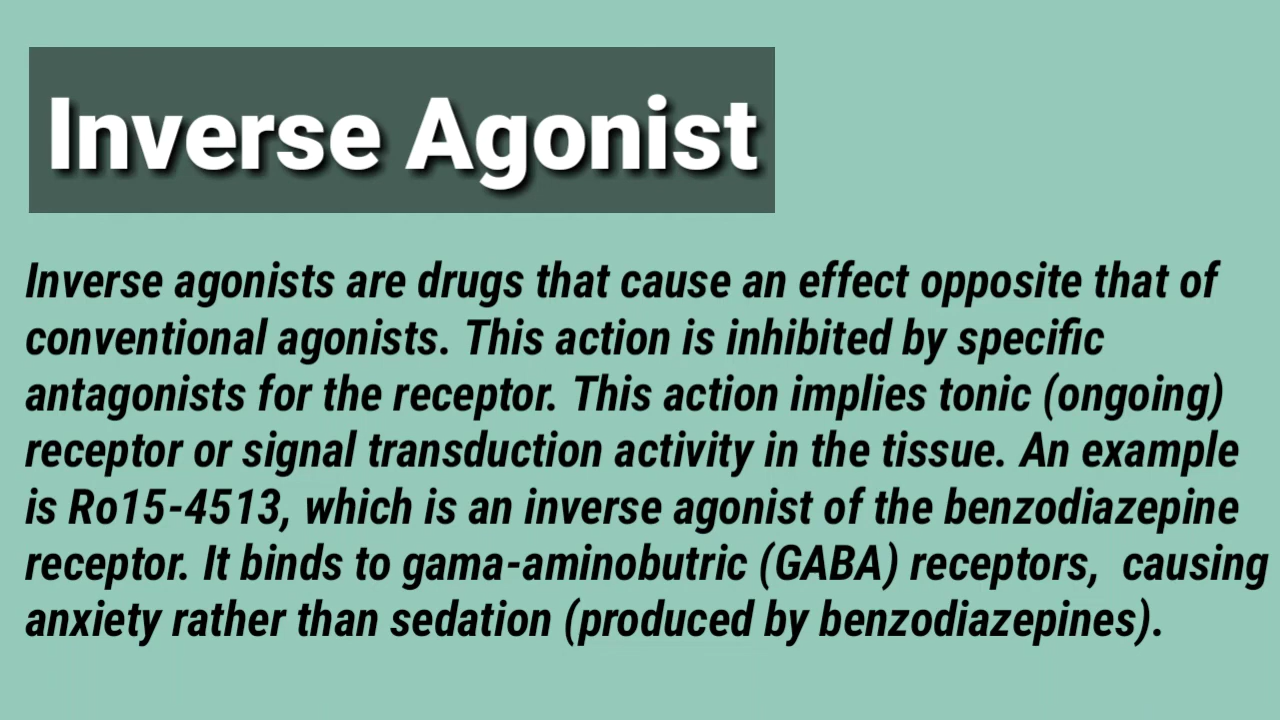 Inverse Agonist
Inverse agonists are drugs that cause an effect opposite that of
conventional agonists. This action is inhibited by specific
antagonists for the receptor. This action implies tonic (ongoing)
receptor or signal transduction activity in the tissue. An example
is Ro15-4513, which is an inverse agonist of the benzodiazepine
receptor. It binds to gama-aminobutric (GABA) receptors,  causing
anxiety rather than sedation (produced by benzodiazepines).